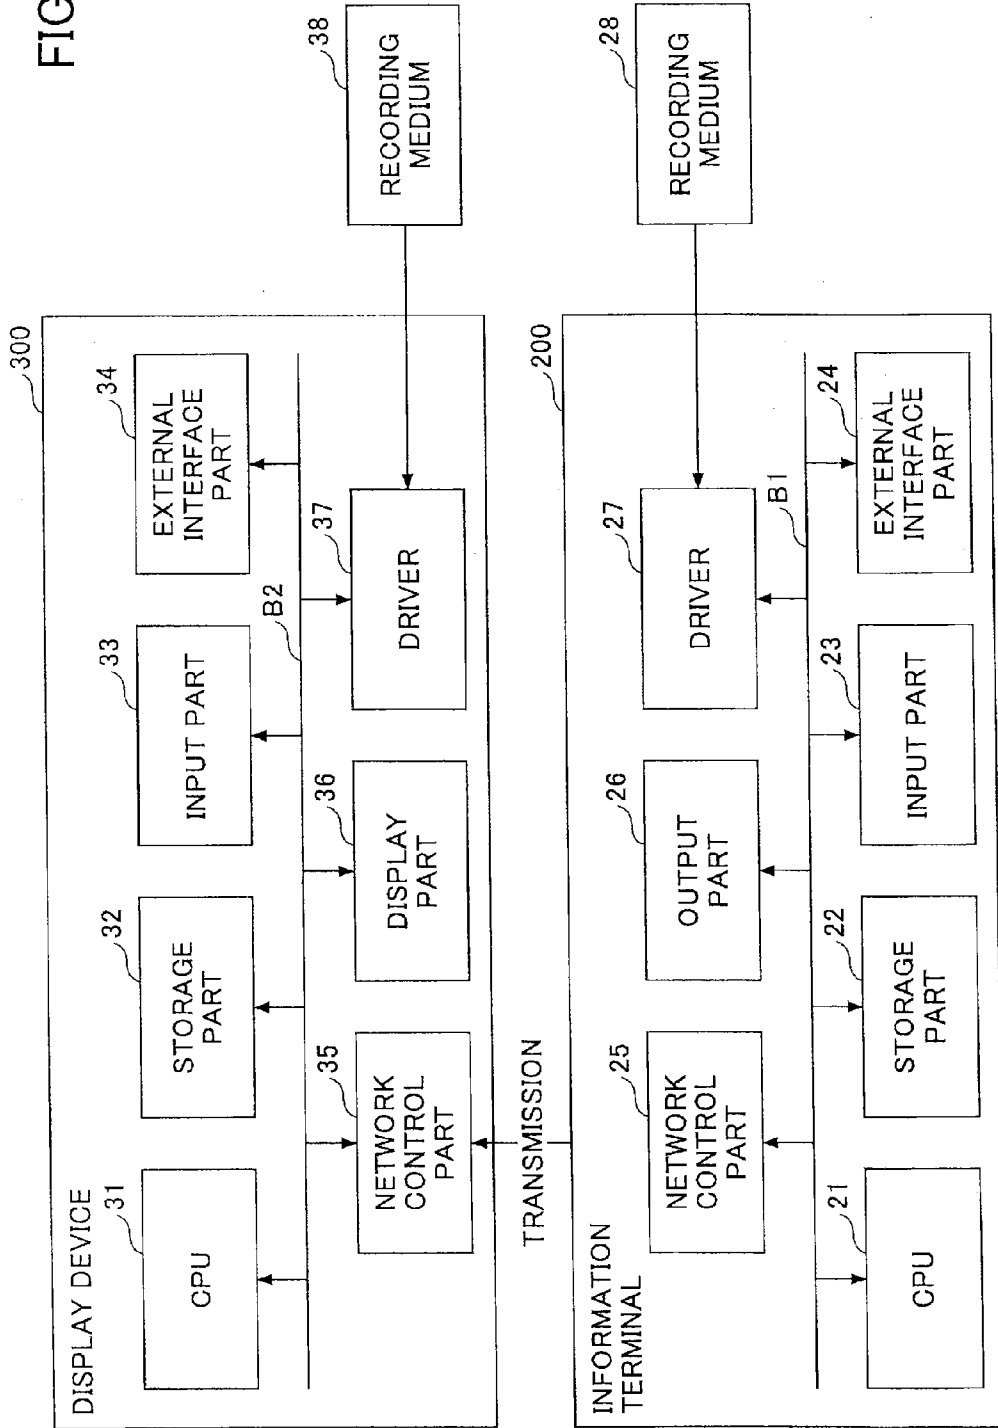 FIG
DISPLAY DEVICE
300
31
CPU
32
STORAGE
PART
33
INPUT PART
34
EXTERNAL
INTERFACE
PART
B2
35
NETWORK
CONTROL
PART
36
DISPLAY
PART
37
DRIVER
38
RECORDING
MEDIUM
TRANSMISSION
INFORMATION
TERMINAL
200
25
NETWORK
CONTROL
PART
26
OUTPUT
PART
27
DRIVER
28
RECORDING
MEDIUM
B1
21
CPU
22
STORAGE
PART
23
INPUT PART
24
EXTERNAL
INTERFACE
PART